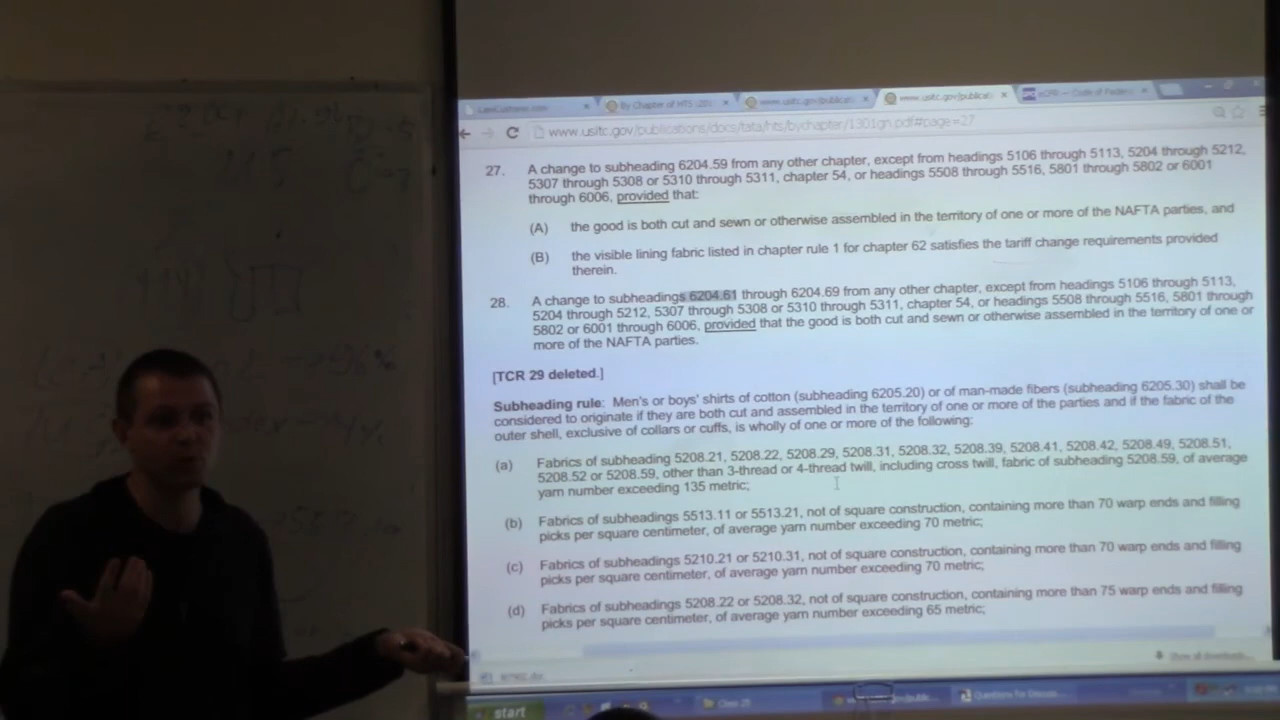 By Chapter of HTS
www.usitc.gov/publicat
www.usitc.gov/publicat
www.usitc.gov/publications/docs/tata/hts/bychapter/1301gn.pdf#page=27
27. A change to subheading 6204.59 from any other chapter, except from headings 5106 through 5113, 5204 through 5212,
5307 through 5308 or 5310 through 5311, chapter 54, or headings 5508 through 5516, 5801 through 5802 or 6001
through 6006, provided that:
(A) the good is both cut and sewn or otherwise assembled in the territory of one or more of the NAFTA parties, and
(B) the visible lining fabric listed in chapter rule 1 for chapter 62 satisfies the tariff change requirements provided
therein.
28. A change to subheadings 6204.61 through 6204.69 from any other chapter, except from headings 5106 through 5113,
5204 through 5212, 5307 through 5308 or 5310 through 5311, chapter 54, or headings 5508 through 5516, 5801 through
5802 or 6001 through 6006, provided that the good is both cut and sewn or otherwise assembled in the territory of one or
more of the NAFTA parties.
[TCR 29 deleted.]
Subheading rule: Men's or boys' shirts of cotton (subheading 6205.20) or of man-made fibers (subheading 6205.30) shall be
considered to originate if they are both cut and assembled in the territory of one or more of the parties and if the fabric of the
outer shell, exclusive of collars or cuffs, is wholly of one or more of the following:
(a) Fabrics of subheading 5208.21, 5208.22, 5208.29, 5208.31, 5208.32, 5208.39, 5208.41, 5208.42, 5208.49, 5208.51,
5208.52 or 5208.59, other than 3-thread or 4-thread twill, including cross twill, fabric of subheading 5208.59, of average
yarn number exceeding 135 metric;
(b) Fabrics of subheadings 5513.11 or 5513.21, not of square construction, containing more than 70 warp ends and filling
picks per square centimeter, of average yarn number exceeding 70 metric;
(c) Fabrics of subheadings 5210.21 or 5210.31, not of square construction, containing more than 70 warp ends and filling
picks per square centimeter, of average yarn number exceeding 70 metric;
(d) Fabrics of subheadings 5208.22 or 5208.32, not of square construction, containing more than 75 warp ends and filling
picks per square centimeter, of average yarn number exceeding 65 metric;
Show all downloads...
start